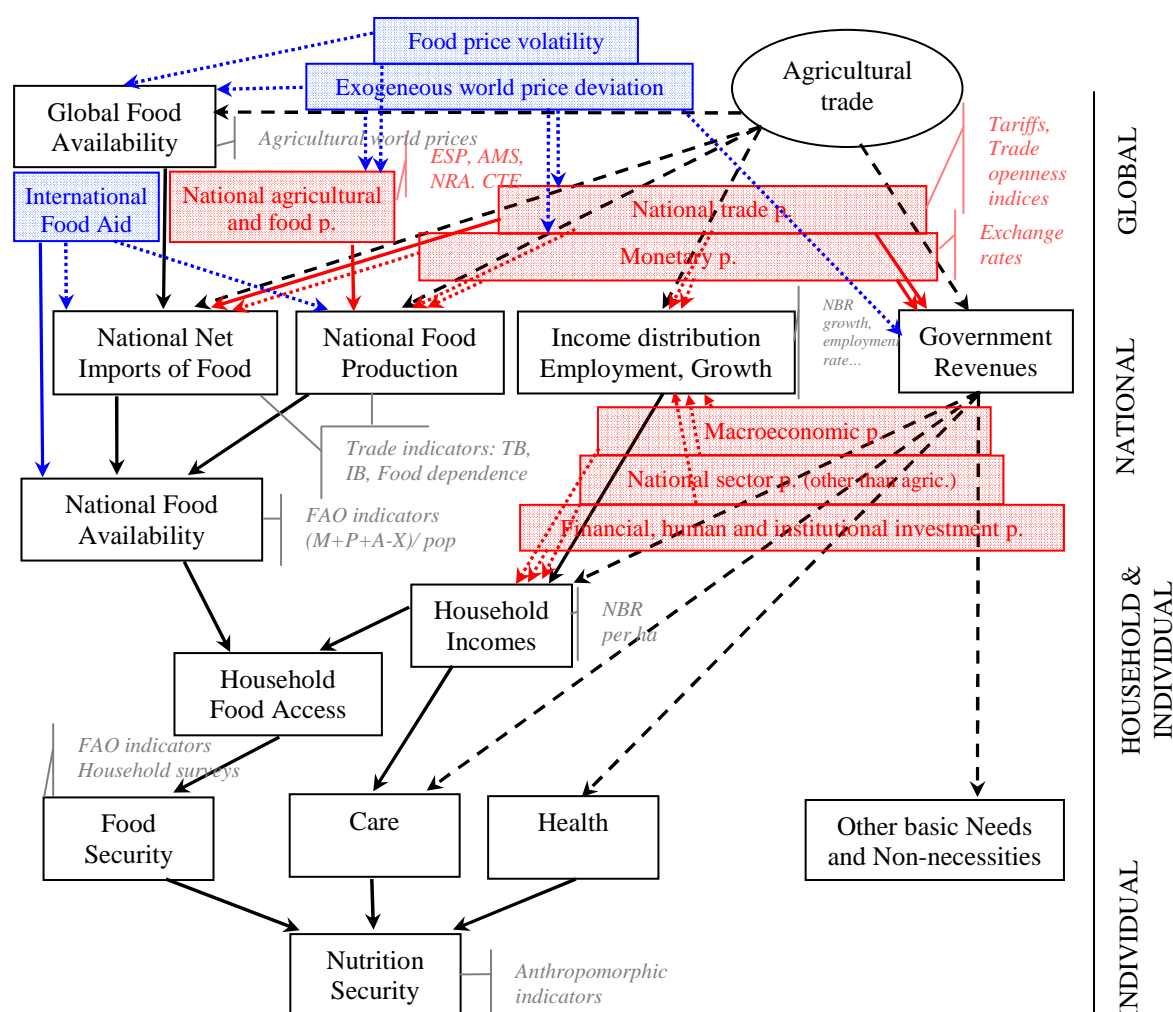 Food price volatility
Exogeneous world price deviation
Agricultural
trade
Global Food
Availability
Agricultural world prices
ESP, AMS,
NRA. CTE
Tariffs,
Trade
openness
indices
GLOBAL
International
Food Aid
National agricultural
and food p.
National trade p.
Monetary p.
Exchange
rates
National Net
Imports of Food
National Food
Production
Income distribution
Employment, Growth
NBR
growth,
employment
rate…
Government
Revenues
NATIONAL
Trade indicators: TB,
IB, Food dependence
Macroeconomic p.
National sector p. (other than agric.)
Financial, human and institutional investment p.
National Food
Availability
FAO indicators
(M+P+A-X)/ pop
Household
Incomes
NBR
per ha
HOUSEHOLD &
INDIVIDUAL
Household
Food Access
FAO indicators
Household surveys
Food
Security
Care
Health
Other basic Needs
and Non-necessities
INDIVIDUAL
Nutrition
Security
Anthropomorphic
indicators